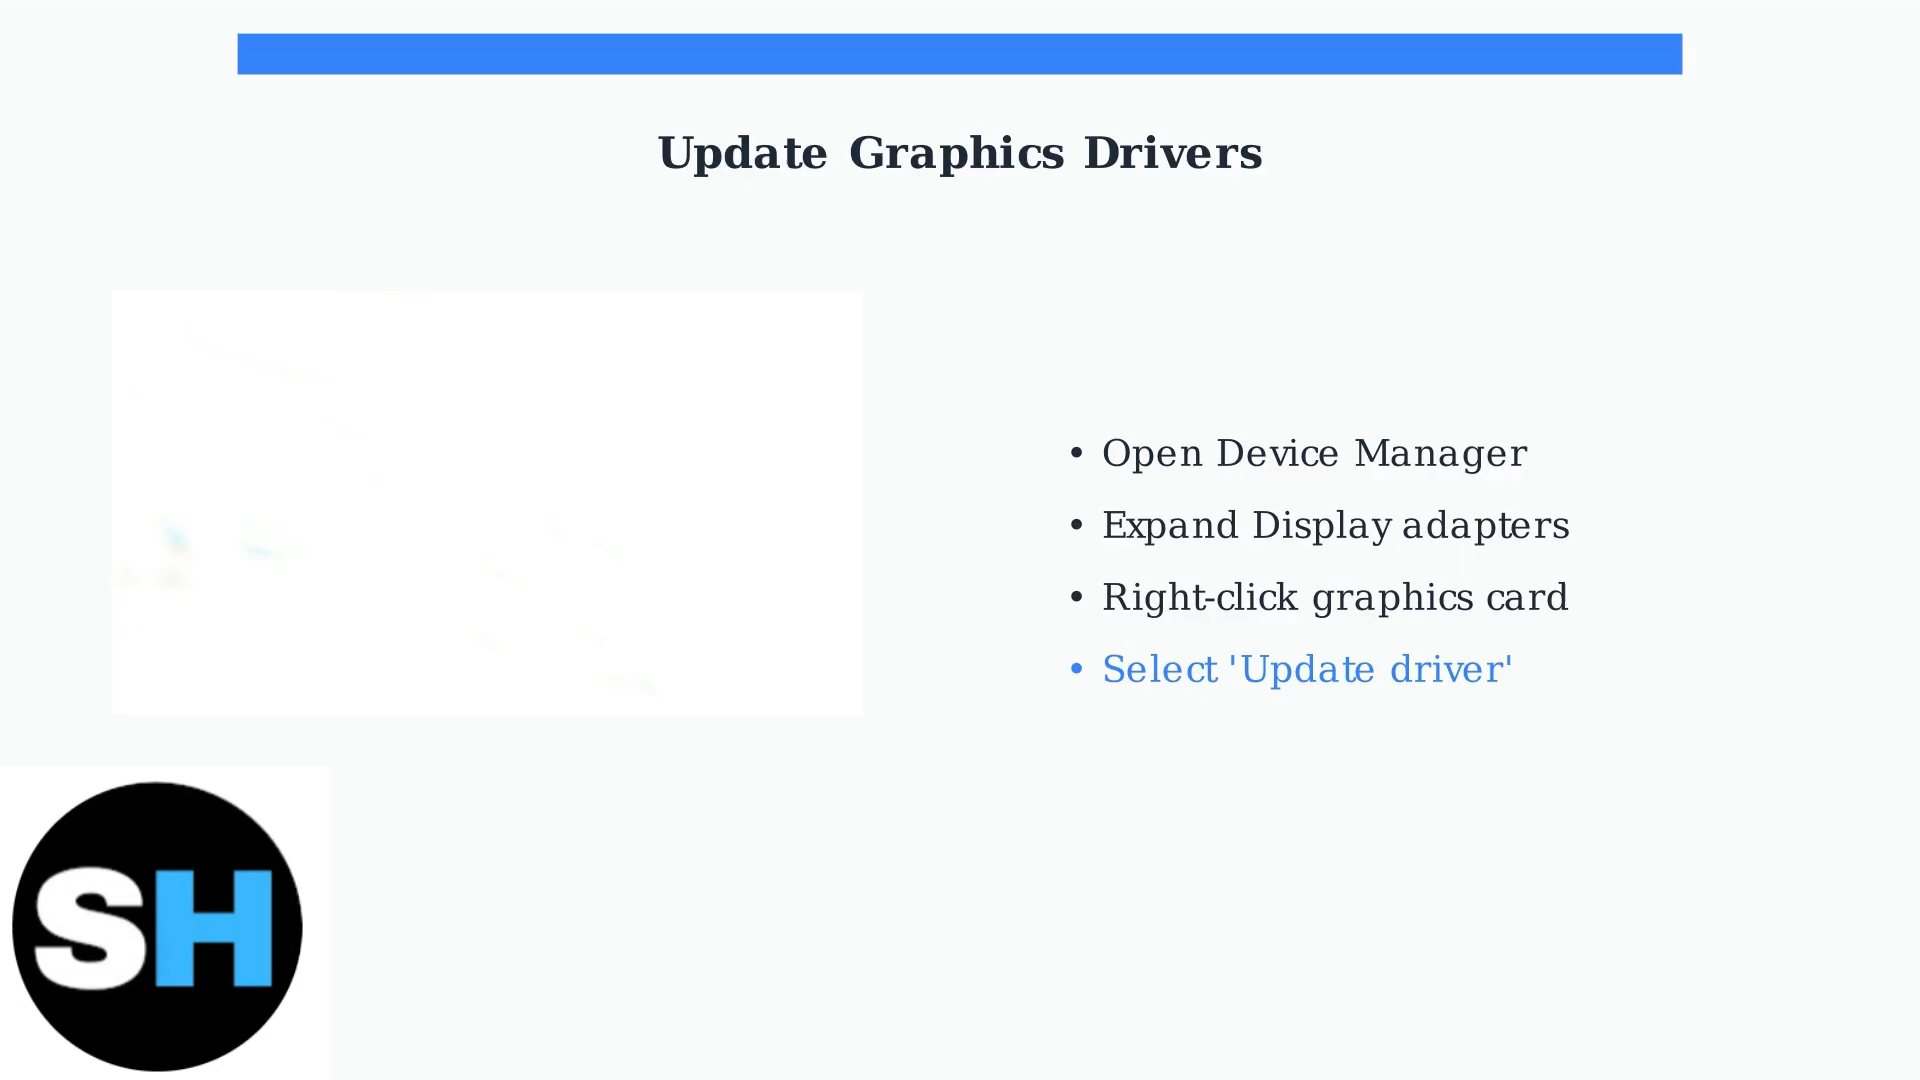 Update Graphics Drivers
• Open Device Manager
• Expand Display adapters
• Right-click graphics card
• Select 'Update driver'
SH